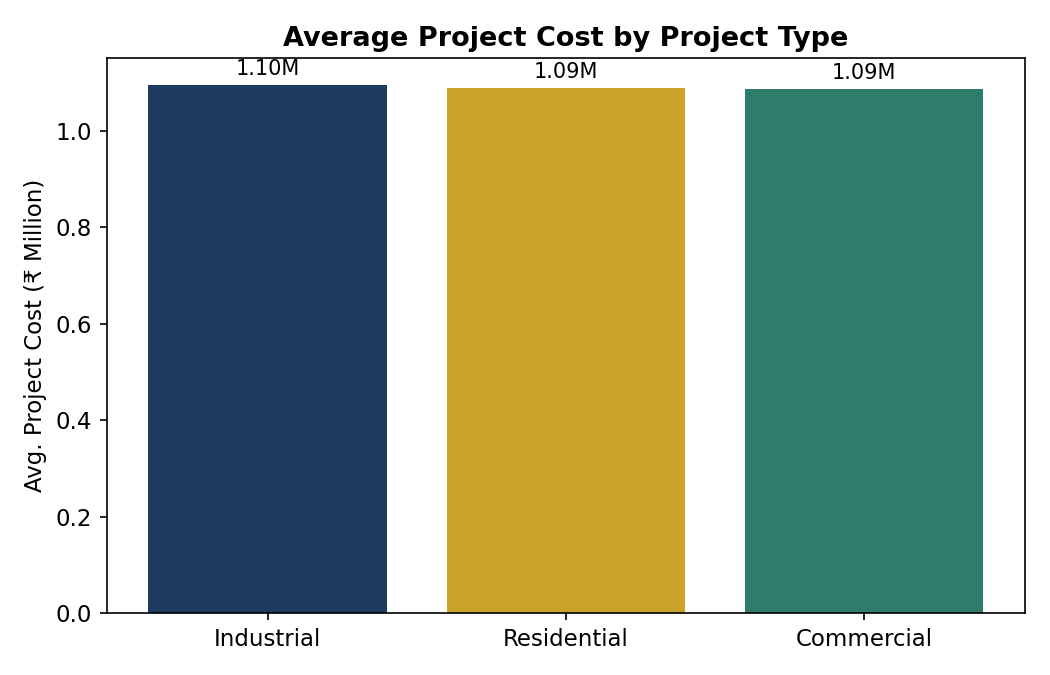 Average Project Cost by Project Type
1.10M
1.09M
1.09M
Avg. Project Cost (₹ Million)
1.0
0.8
0.6
0.4
0.2
0.0
Industrial
Residential
Commercial